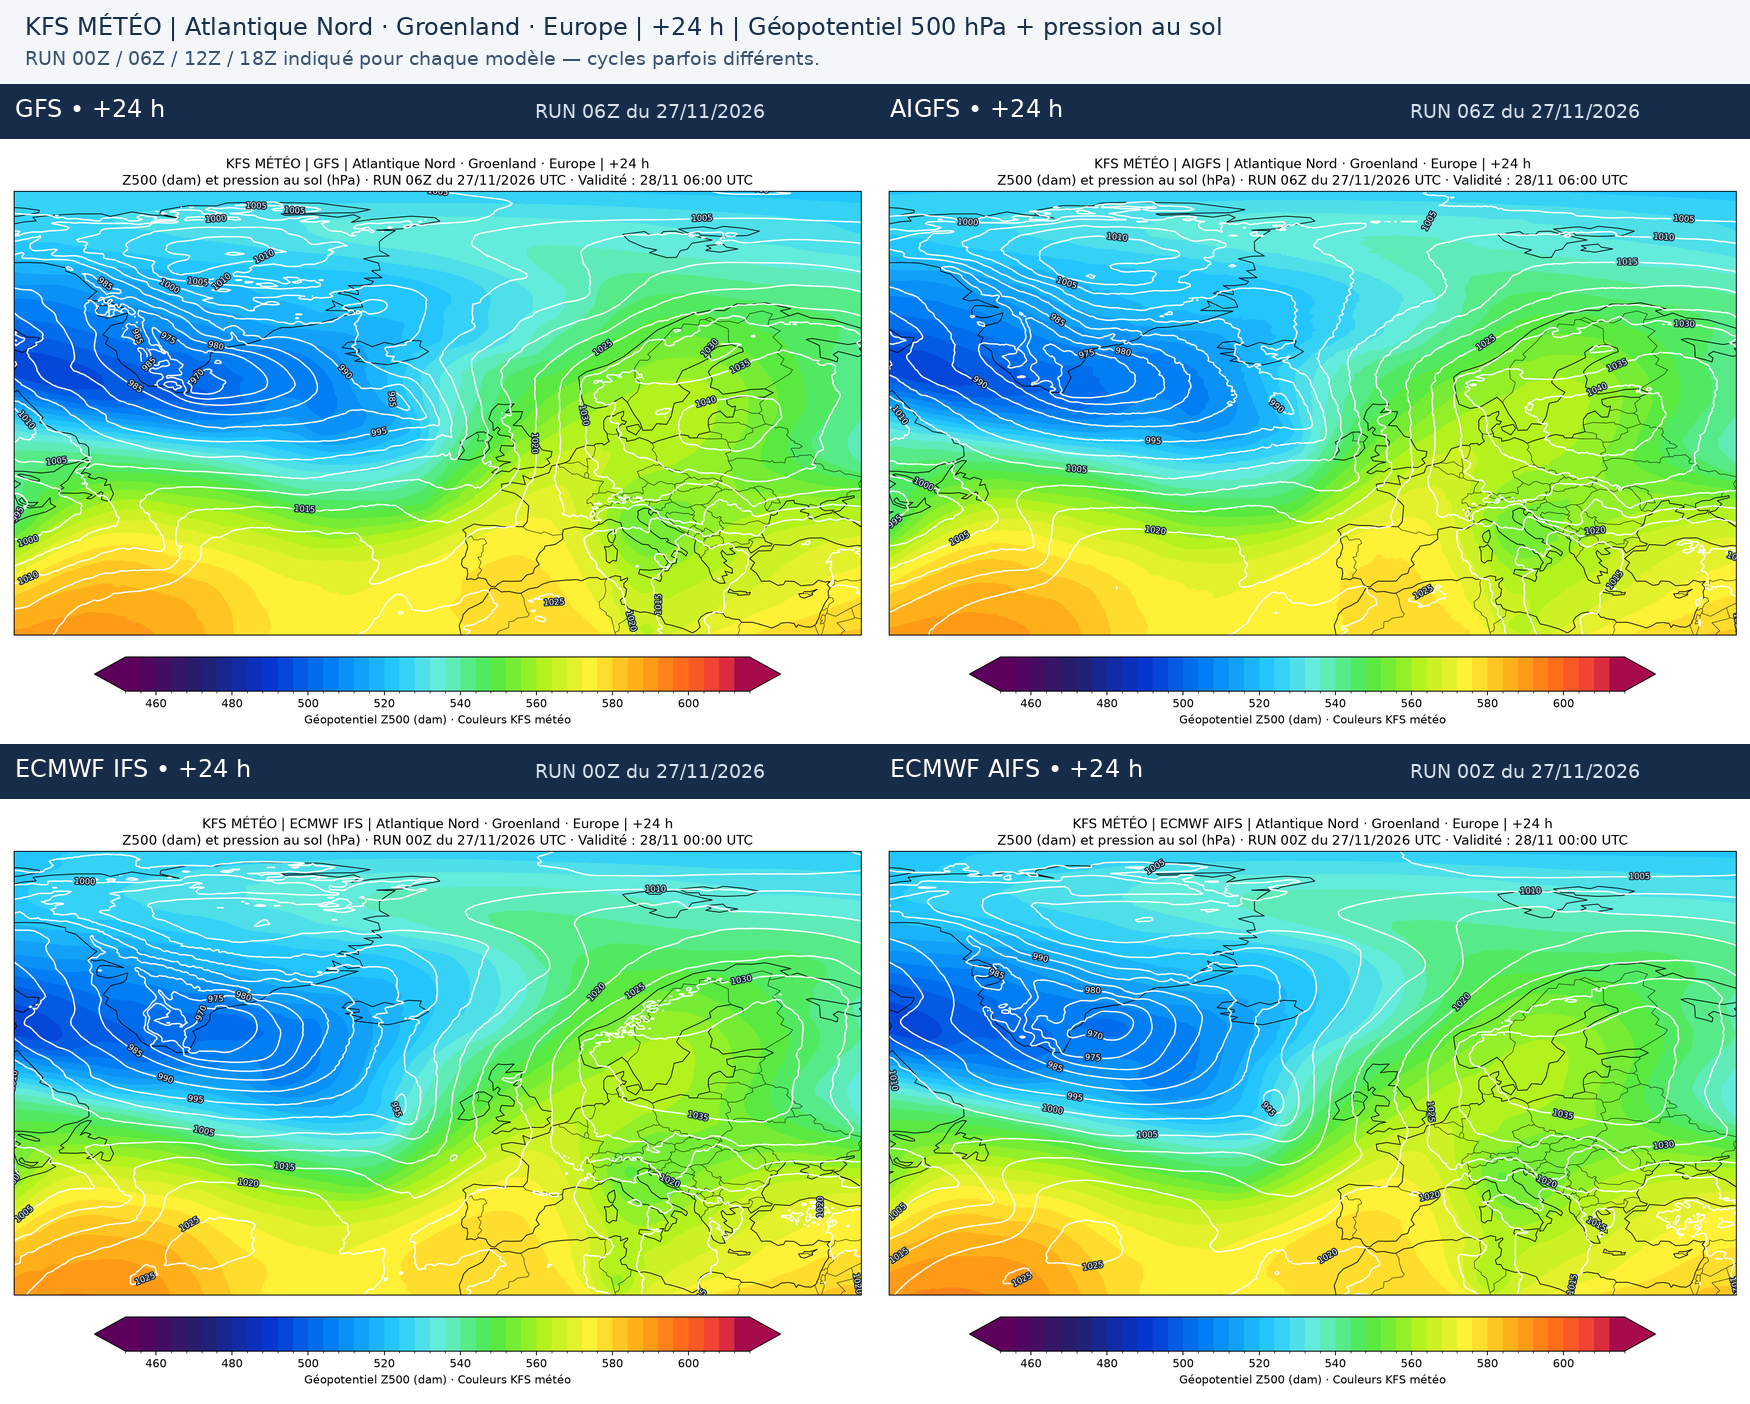 KFS MÉTÉO | Atlantique Nord · Groenland · Europe | +24 h | Géopotentiel 500 hPa + pression au sol
RUN 00Z / 06Z / 12Z / 18Z indiqué pour chaque modèle — cycles parfois différents.
GFS • +24 h
RUN 06Z du 27/11/2026
KFS MÉTÉO | GFS | Atlantique Nord · Groenland · Europe | +24 h
Z500 (dam) et pression au sol (hPa) · RUN 06Z du 27/11/2026 UTC · Validité : 28/11 06:00 UTC
460 480 500 520 540 560 580 600
Géopotentiel Z500 (dam) · Couleurs KFS météo
AIGFS • +24 h
RUN 06Z du 27/11/2026
KFS MÉTÉO | AIGFS | Atlantique Nord · Groenland · Europe | +24 h
Z500 (dam) et pression au sol (hPa) · RUN 06Z du 27/11/2026 UTC · Validité : 28/11 06:00 UTC
460 480 500 520 540 560 580 600
Géopotentiel Z500 (dam) · Couleurs KFS météo
ECMWF IFS • +24 h
RUN 00Z du 27/11/2026
KFS MÉTÉO | ECMWF IFS | Atlantique Nord · Groenland · Europe | +24 h
Z500 (dam) et pression au sol (hPa) · RUN 00Z du 27/11/2026 UTC · Validité : 28/11 00:00 UTC
460 480 500 520 540 560 580 600
Géopotentiel Z500 (dam) · Couleurs KFS météo
ECMWF AIFS • +24 h
RUN 00Z du 27/11/2026
KFS MÉTÉO | ECMWF AIFS | Atlantique Nord · Groenland · Europe | +24 h
Z500 (dam) et pression au sol (hPa) · RUN 00Z du 27/11/2026 UTC · Validité : 28/11 00:00 UTC
460 480 500 520 540 560 580 600
Géopotentiel Z500 (dam) · Couleurs KFS météo